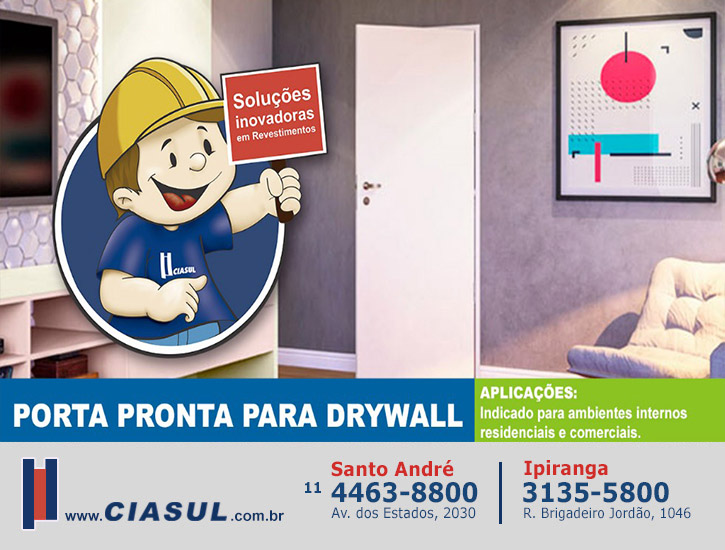 Soluções
inovadoras
em Revestimentos
CIASUL
PORTA PRONTA PARA DRYWALL
APLICAÇÕES:
Indicado para ambientes internos
residenciais e comerciais.
www.CIASUL.com.br
Santo André
11 4463-8800
Av. dos Estados, 2030
Ipiranga
3135-5800
R. Brigadeiro Jordão, 1046